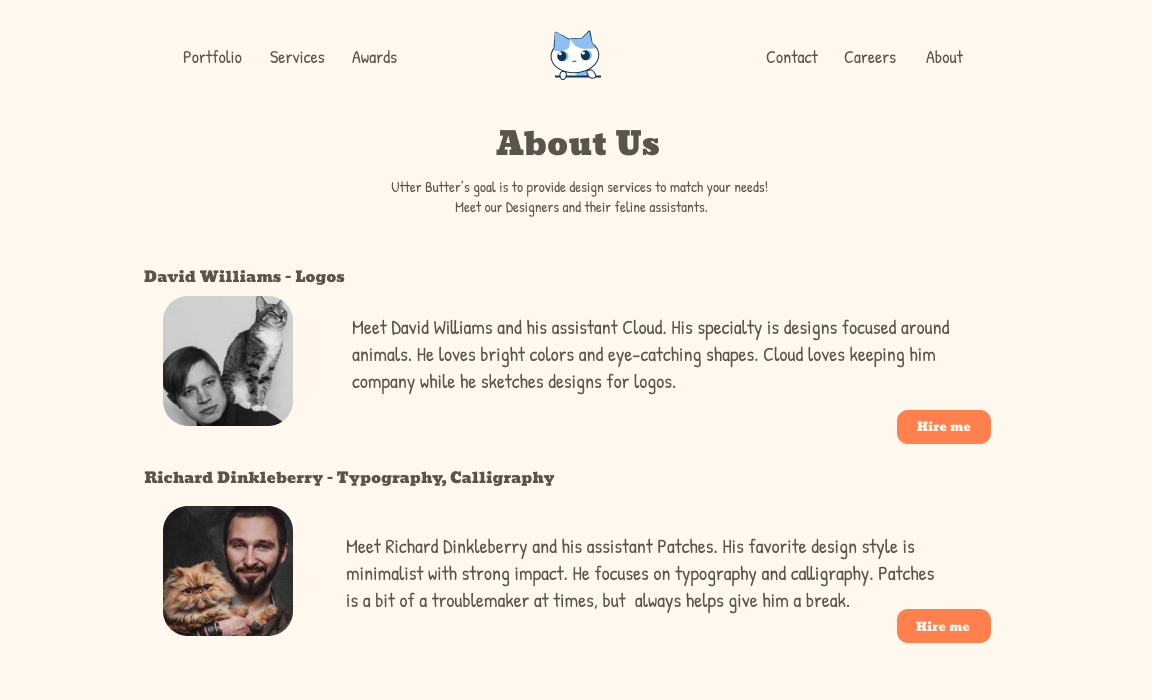 Portfolio Services Awards Contact Careers About
About Us
Utter Butter's goal is to provide design services to match your needs!
Meet our Designers and their feline assistants.
David Williams - Logos
Meet David Williams and his assistant Cloud. His specialty is designs focused around
animals. He loves bright colors and eye-catching shapes. Cloud loves keeping him
company while he sketches designs for logos.
Hire me
Richard Dinkleberry - Typography, Calligraphy
Meet Richard Dinkleberry and his assistant Patches. His favorite design style is
minimalist with strong impact. He focuses on typography and calligraphy. Patches
is a bit of a troublemaker at times, but  always helps give him a break.
Hire me